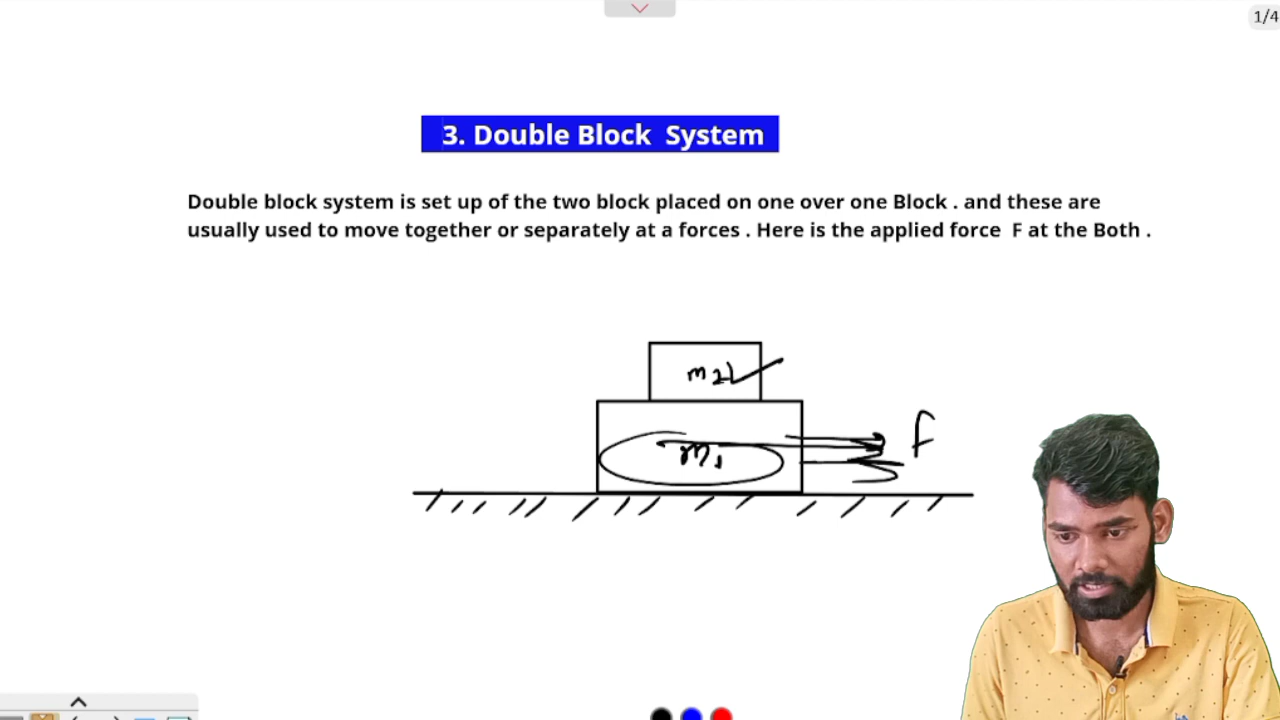 1/4
3. Double Block System
Double block system is set up of the two block placed on one over one Block . and these are
usually used to move together or separately at a forces . Here is the applied force F at the Both .
m2
F
m1